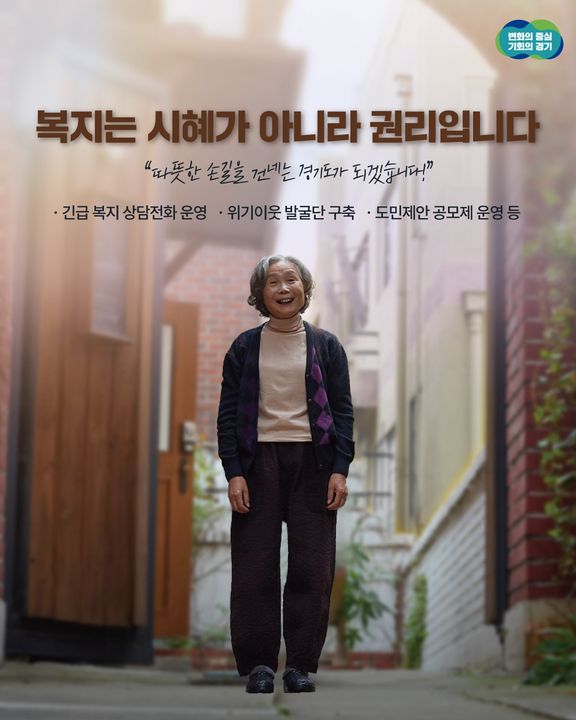 변화의 중심
기회의 경기
복지는 시혜가 아니라 권리입니다
“따뜻한 손길을 건네는 경기도가 되겠습니다!”
· 긴급 복지 상담전화 운영 · 위기이웃 발굴단 구축 · 도민제안 공모제 운영 등